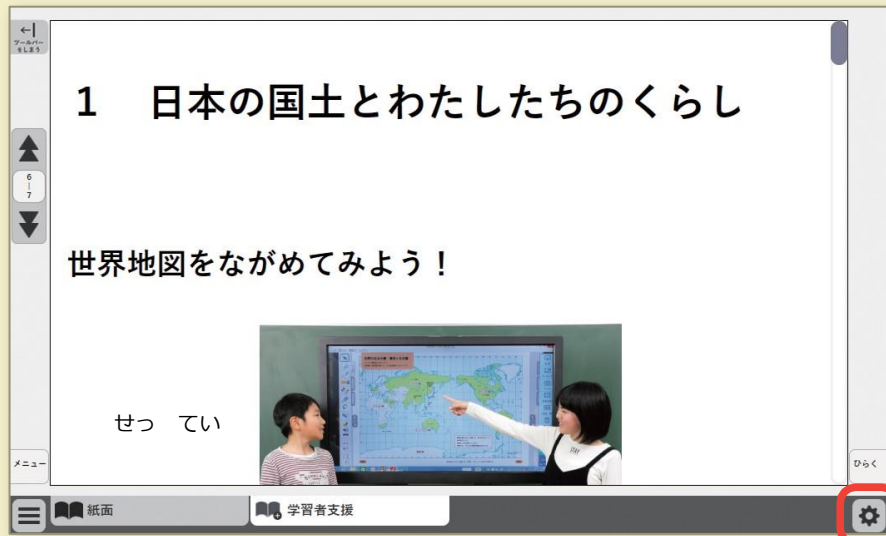 ツールバー
をしまう
1 日本の国土とわたしたちのくらし
6
|
7
世界地図をながめてみよう！
せっ てい
STAY
メニュー
ひらく
紙面
学習者支援